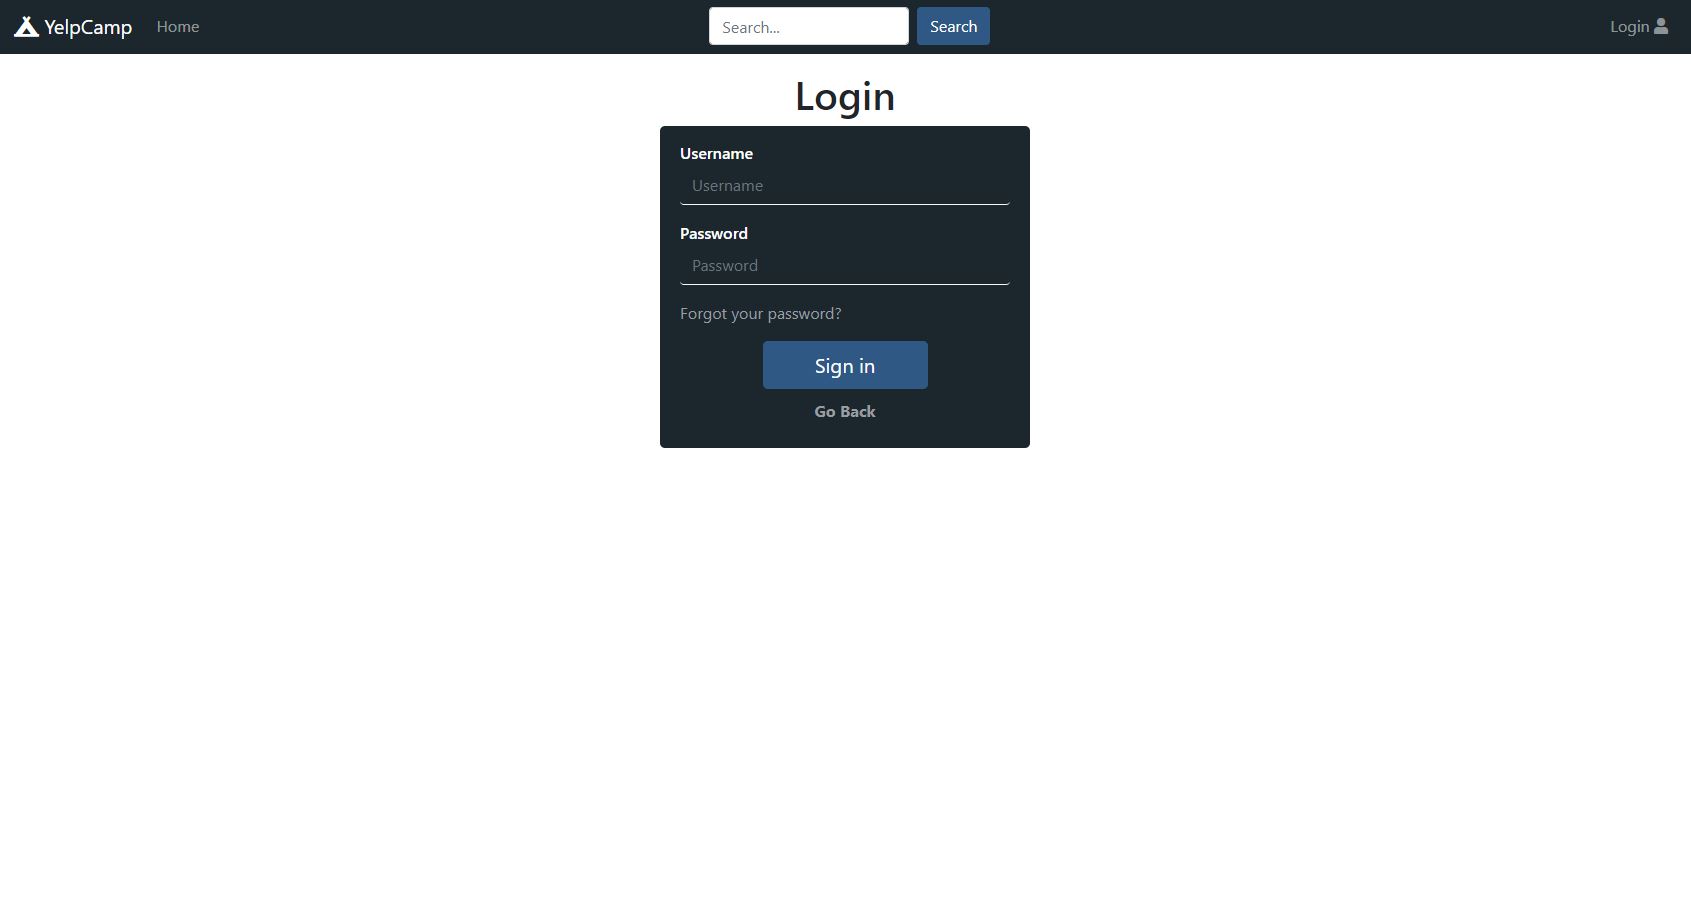 YelpCamp Home Search... Search Login
Login
Username
Username
Password
Password
Forgot your password?
Sign in
Go Back